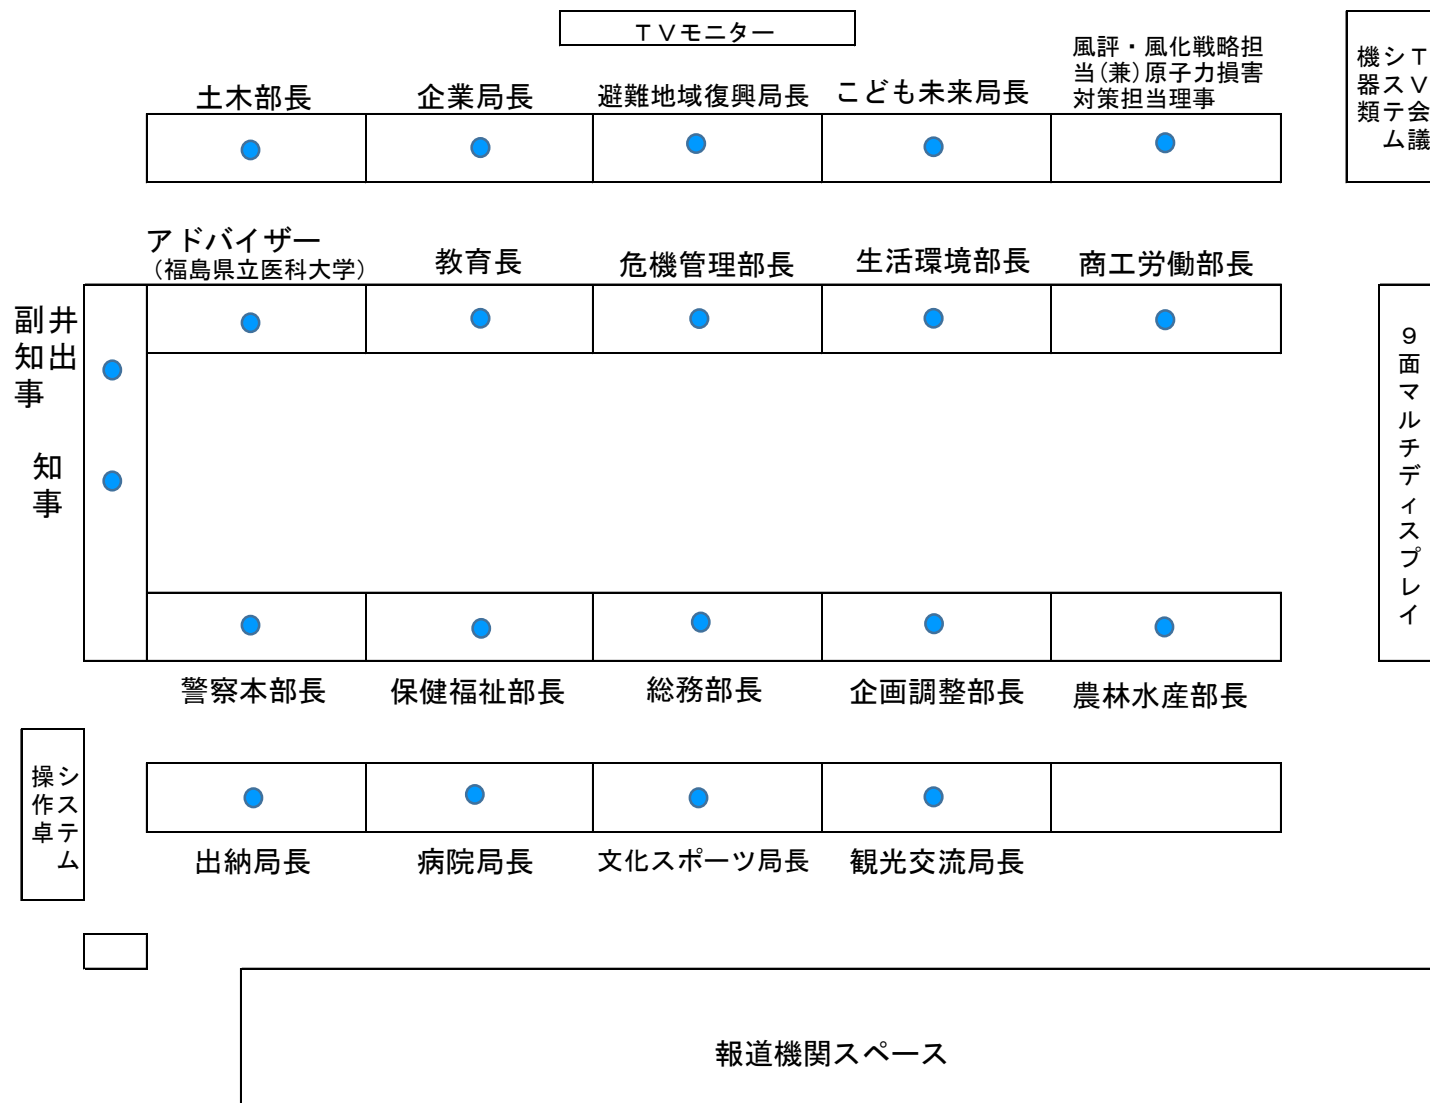 ＴＶモニター
風評・風化戦略担
当(兼)原子力損害
対策担当理事
ＴＶ会議
システム
機器類
土木部長
企業局長
避難地域復興局長
こども未来局長
アドバイザー
（福島県立医科大学）
教育長
危機管理部長
生活環境部長
商工労働部長
井出
副知事
知事
９面マルチディスプレイ
警察本部長
保健福祉部長
総務部長
企画調整部長
農林水産部長
システム
操作卓
出納局長
病院局長
文化スポーツ局長
観光交流局長
報道機関スペース